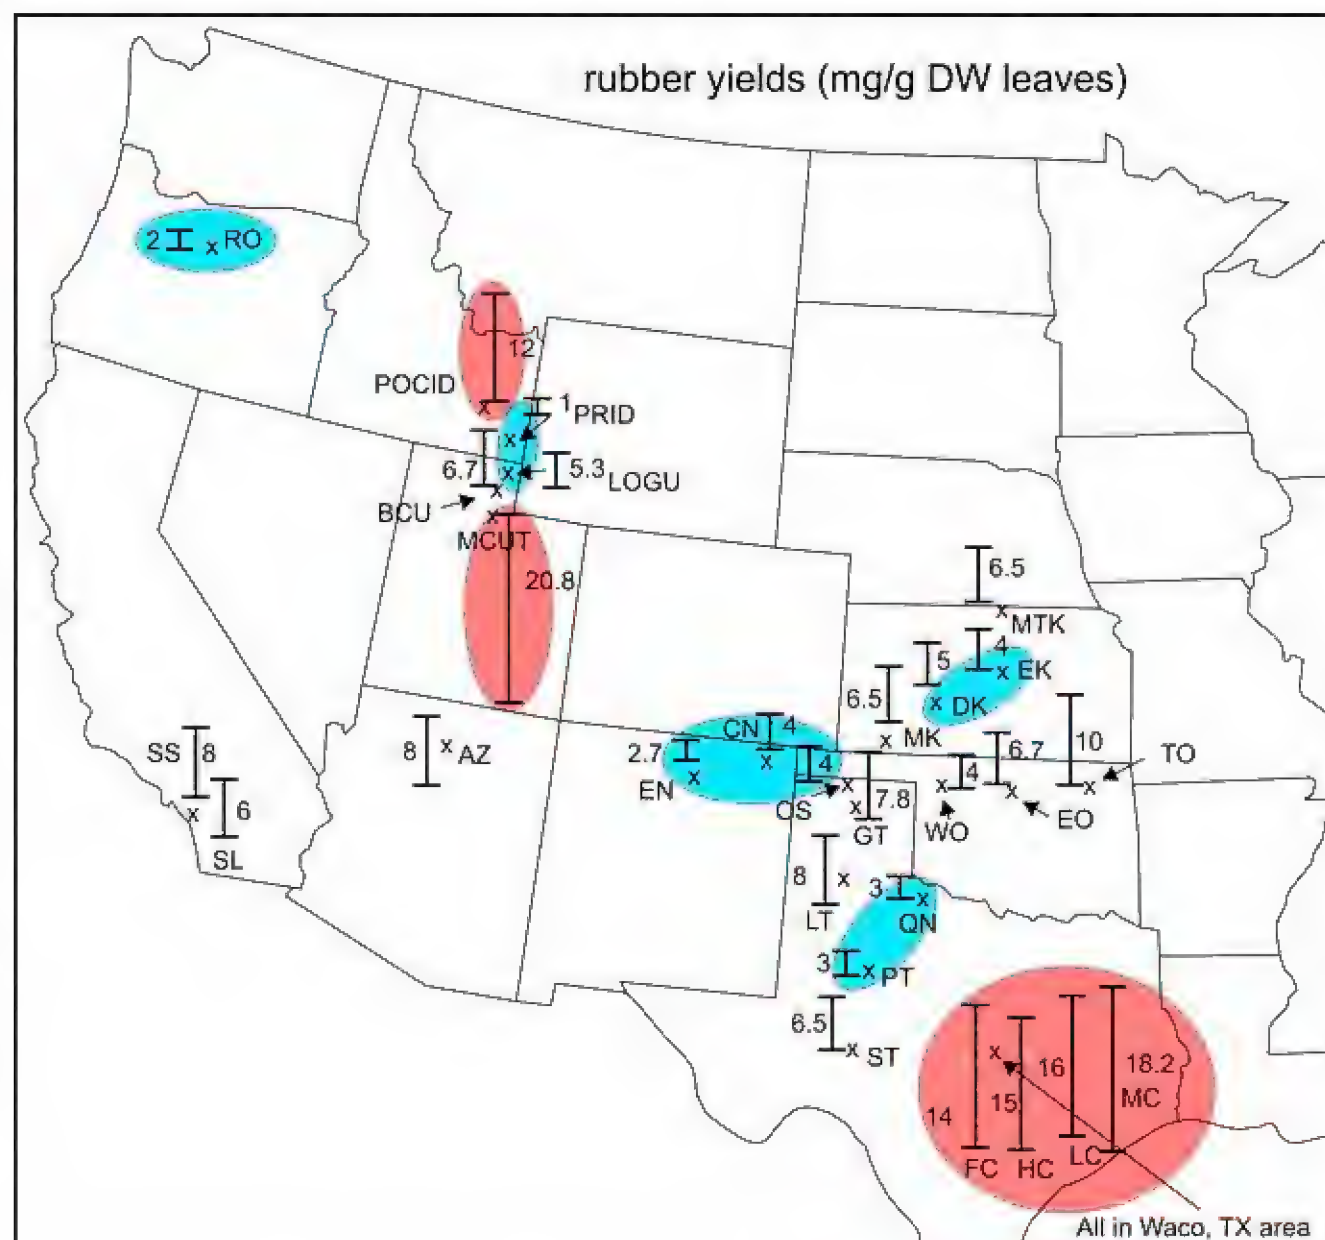 rubber yields (mg/g DW leaves)
2 x RO
12
POCID
x
1 PRID
x
6.7
x
5.3 LOGU
BCU
x
x
MCUT
20.8
6.5
x
MTK
4
5
x EK
6.5
x DK
x MK
SS 8
x
6
SL
8 x AZ
CN 4
2.7
x
x
EN
4
OS
x
x
7.8
GT
4
x
WO
6.7
x
EO
10
x
TO
8 x
LT
3 x
QN
3 x PT
6.5
x ST
x
14
15
16
18.2
MC
FC HC LC
All in Waco, TX area